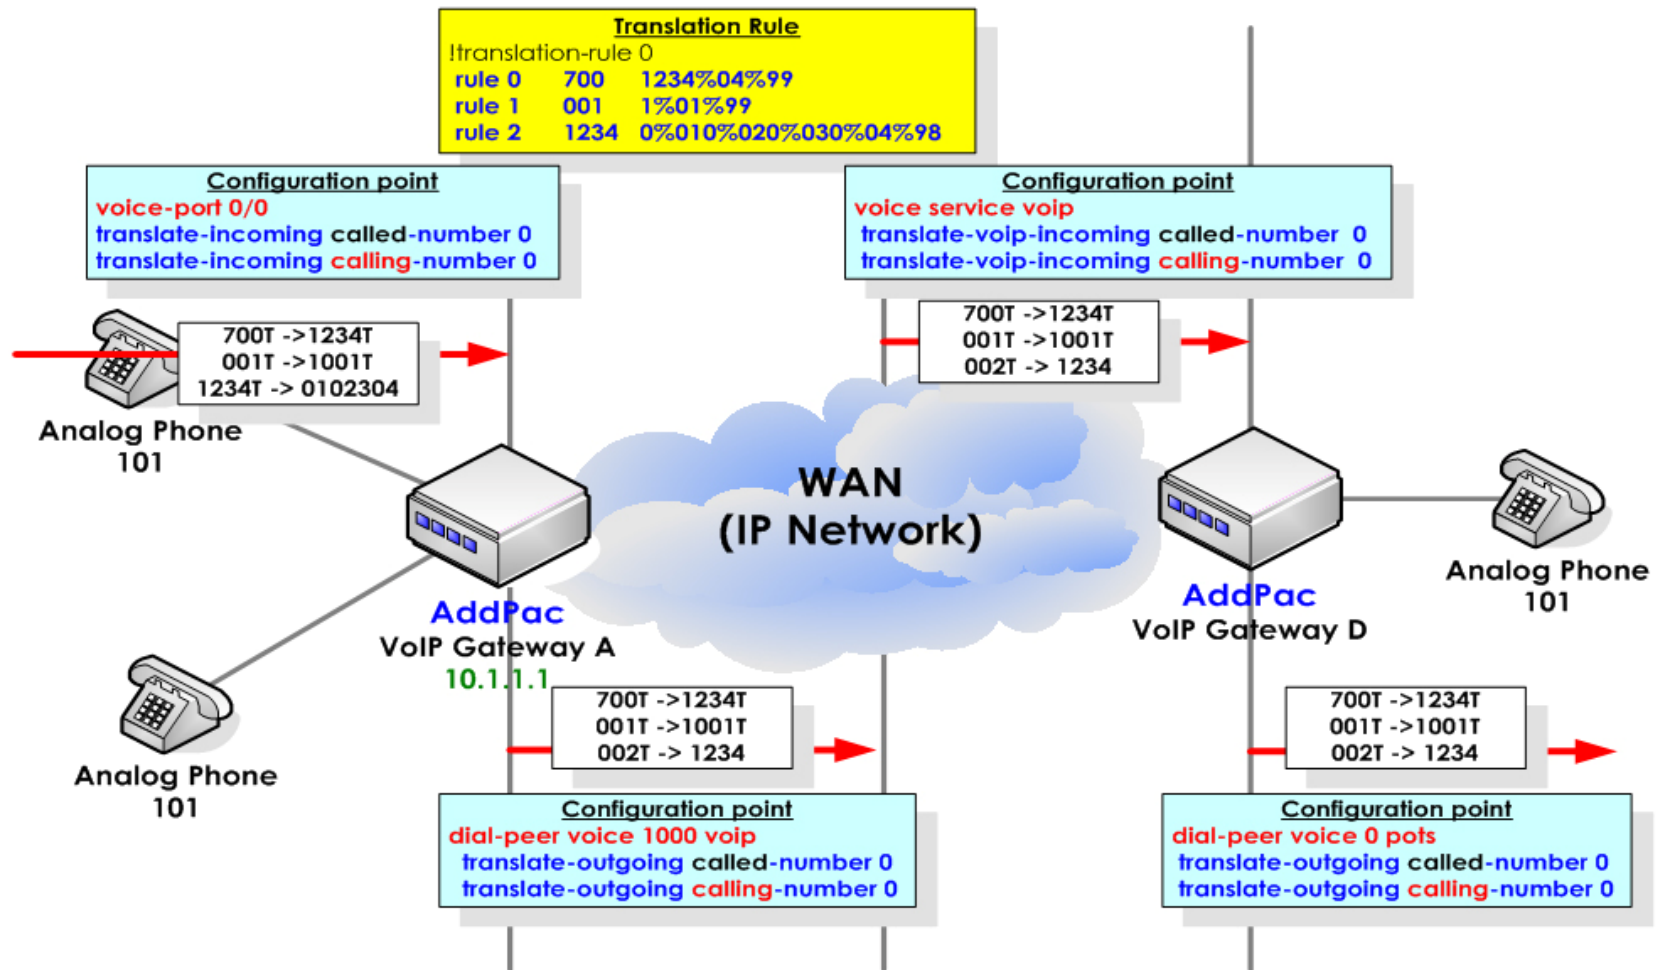 Translation Rule
!translation-rule 0
rule 0 700 1234%04%99
rule 1 001 1%01%99
rule 2 1234 0%010%020%030%04%98
Configuration point
voice-port 0/0
translate-incoming called-number 0
translate-incoming calling-number 0
Configuration point
voice service voip
translate-voip-incoming called-number 0
translate-voip-incoming calling-number 0
700T ->1234T
001T ->1001T
1234T -> 0102304
700T ->1234T
001T ->1001T
002T -> 1234
Analog Phone
101
WAN
(IP Network)
AddPac
VoIP Gateway A
10.1.1.1
AddPac
VoIP Gateway D
Analog Phone
101
Analog Phone
101
700T ->1234T
001T ->1001T
002T -> 1234
700T ->1234T
001T ->1001T
002T -> 1234
Configuration point
dial-peer voice 1000 voip
translate-outgoing called-number 0
translate-outgoing calling-number 0
Configuration point
dial-peer voice 0 pots
translate-outgoing called-number 0
translate-outgoing calling-number 0